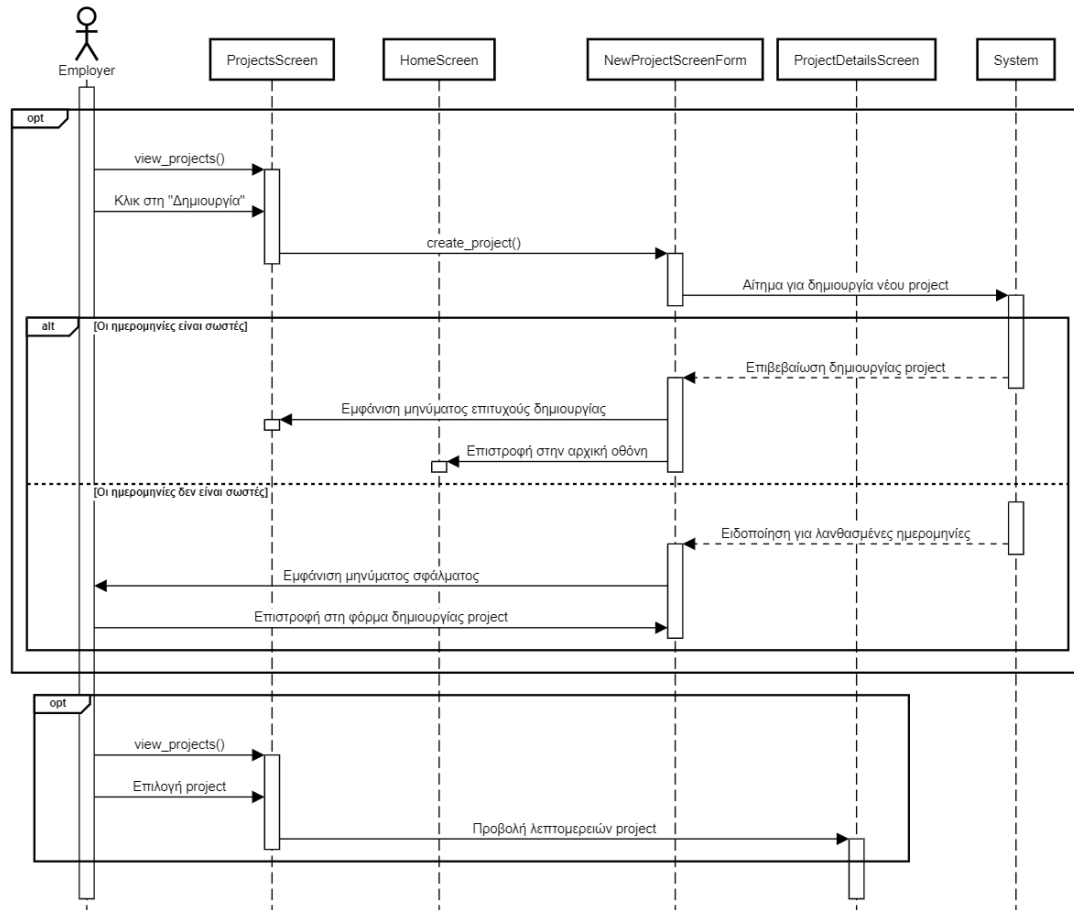 Employer
ProjectsScreen
HomeScreen
NewProjectScreenForm
ProjectDetailsScreen
System
opt
view_projects()
Κλικ στη "Δημιουργία"
create_project()
Αίτημα για δημιουργία νέου project
alt
[Οι ημερομηνίες είναι σωστές]
Επιβεβαίωση δημιουργίας project
Εμφάνιση μηνύματος επιτυχούς δημιουργίας
Επιστροφή στην αρχική οθόνη
[Οι ημερομηνίες δεν είναι σωστές]
Ειδοποίηση για λανθασμένες ημερομηνίες
Εμφάνιση μηνύματος σφάλματος
Επιστροφή στη φόρμα δημιουργίας project
opt
view_projects()
Επιλογή project
Προβολή λεπτομερειών project